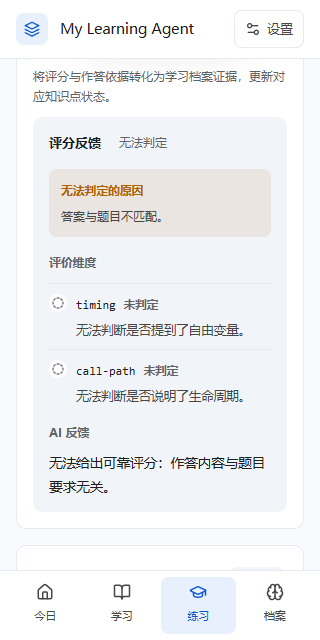 My Learning Agent
设置
将评分与作答依据转化为学习档案证据，更新对
应知识点状态。
评分反馈 无法判定
无法判定的原因
答案与题目不匹配。
评价维度
timing 未判定
无法判断是否提到了自由变量。
call-path 未判定
无法判断是否说明了生命周期。
AI 反馈
无法给出可靠评分：作答内容与题目
要求无关。
今日
学习
练习
档案